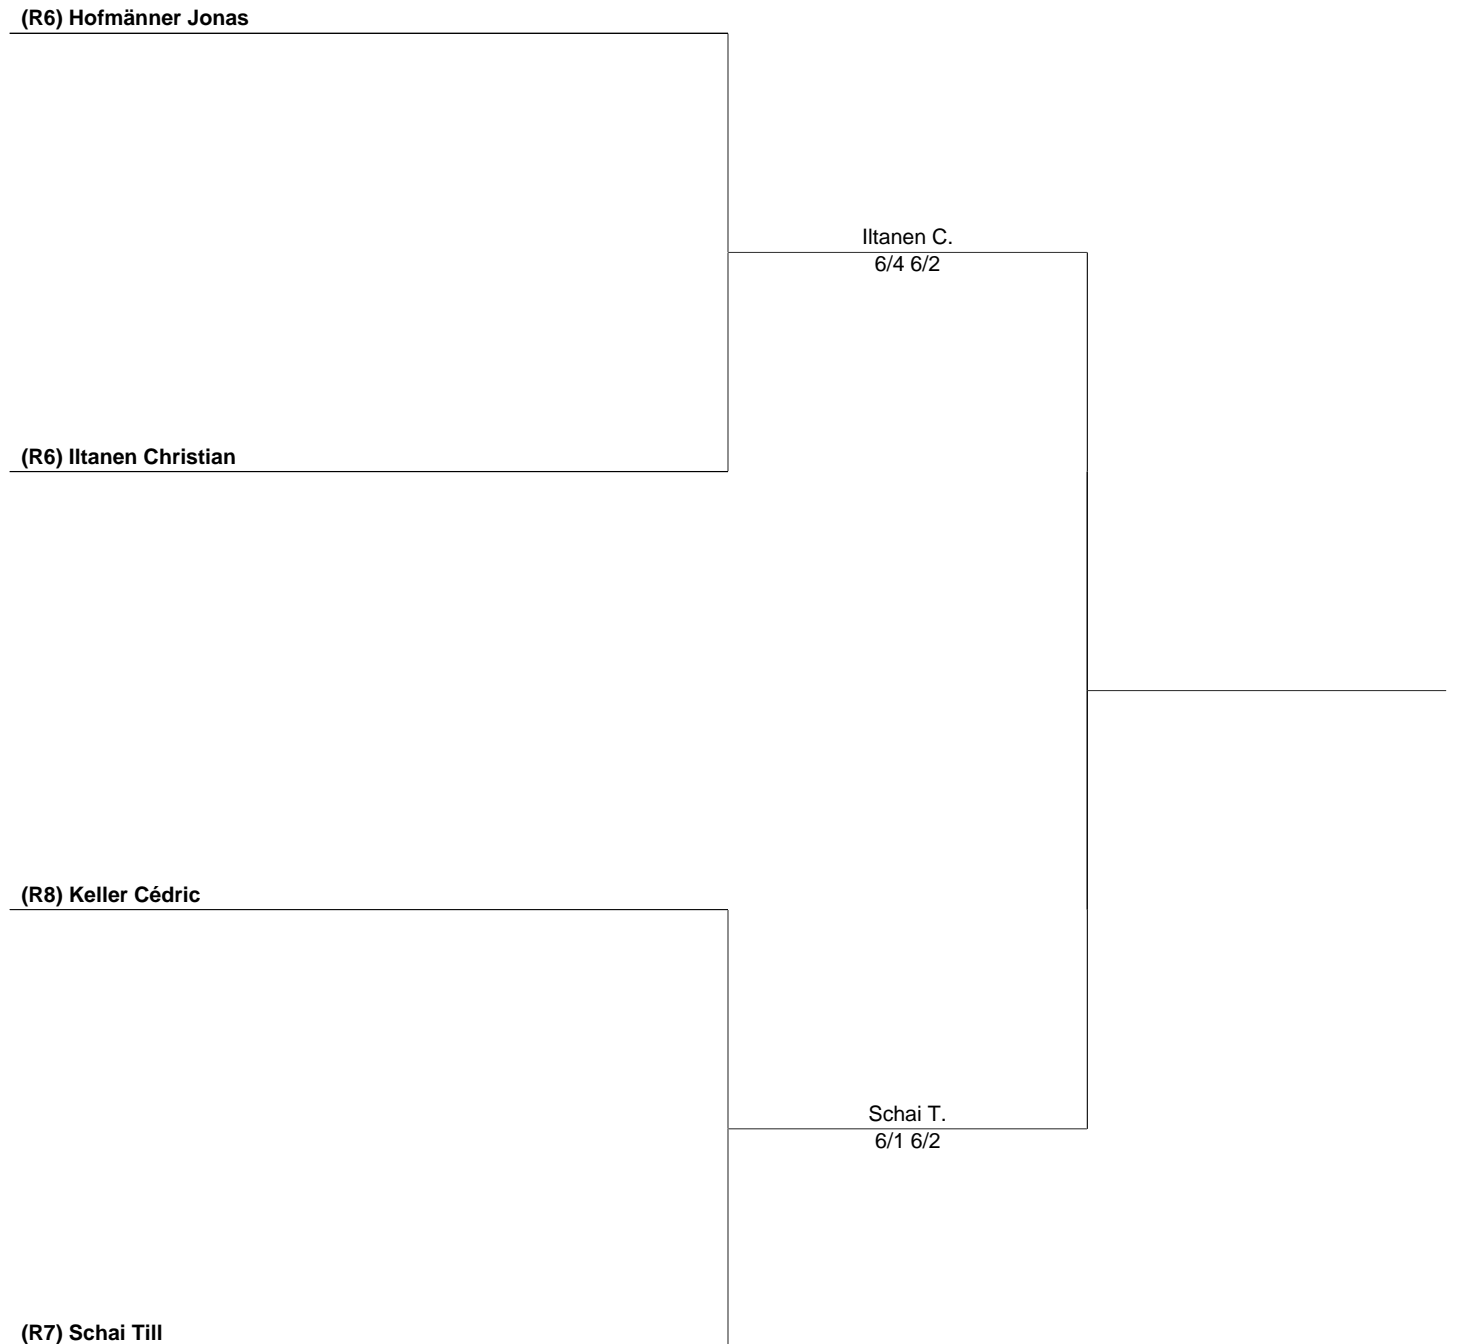 (R6) Hofmänner Jonas
Iltanen C.
6/4 6/2
(R6) Iltanen Christian
(R8) Keller Cédric
Schai T.
6/1 6/2
(R7) Schai Till